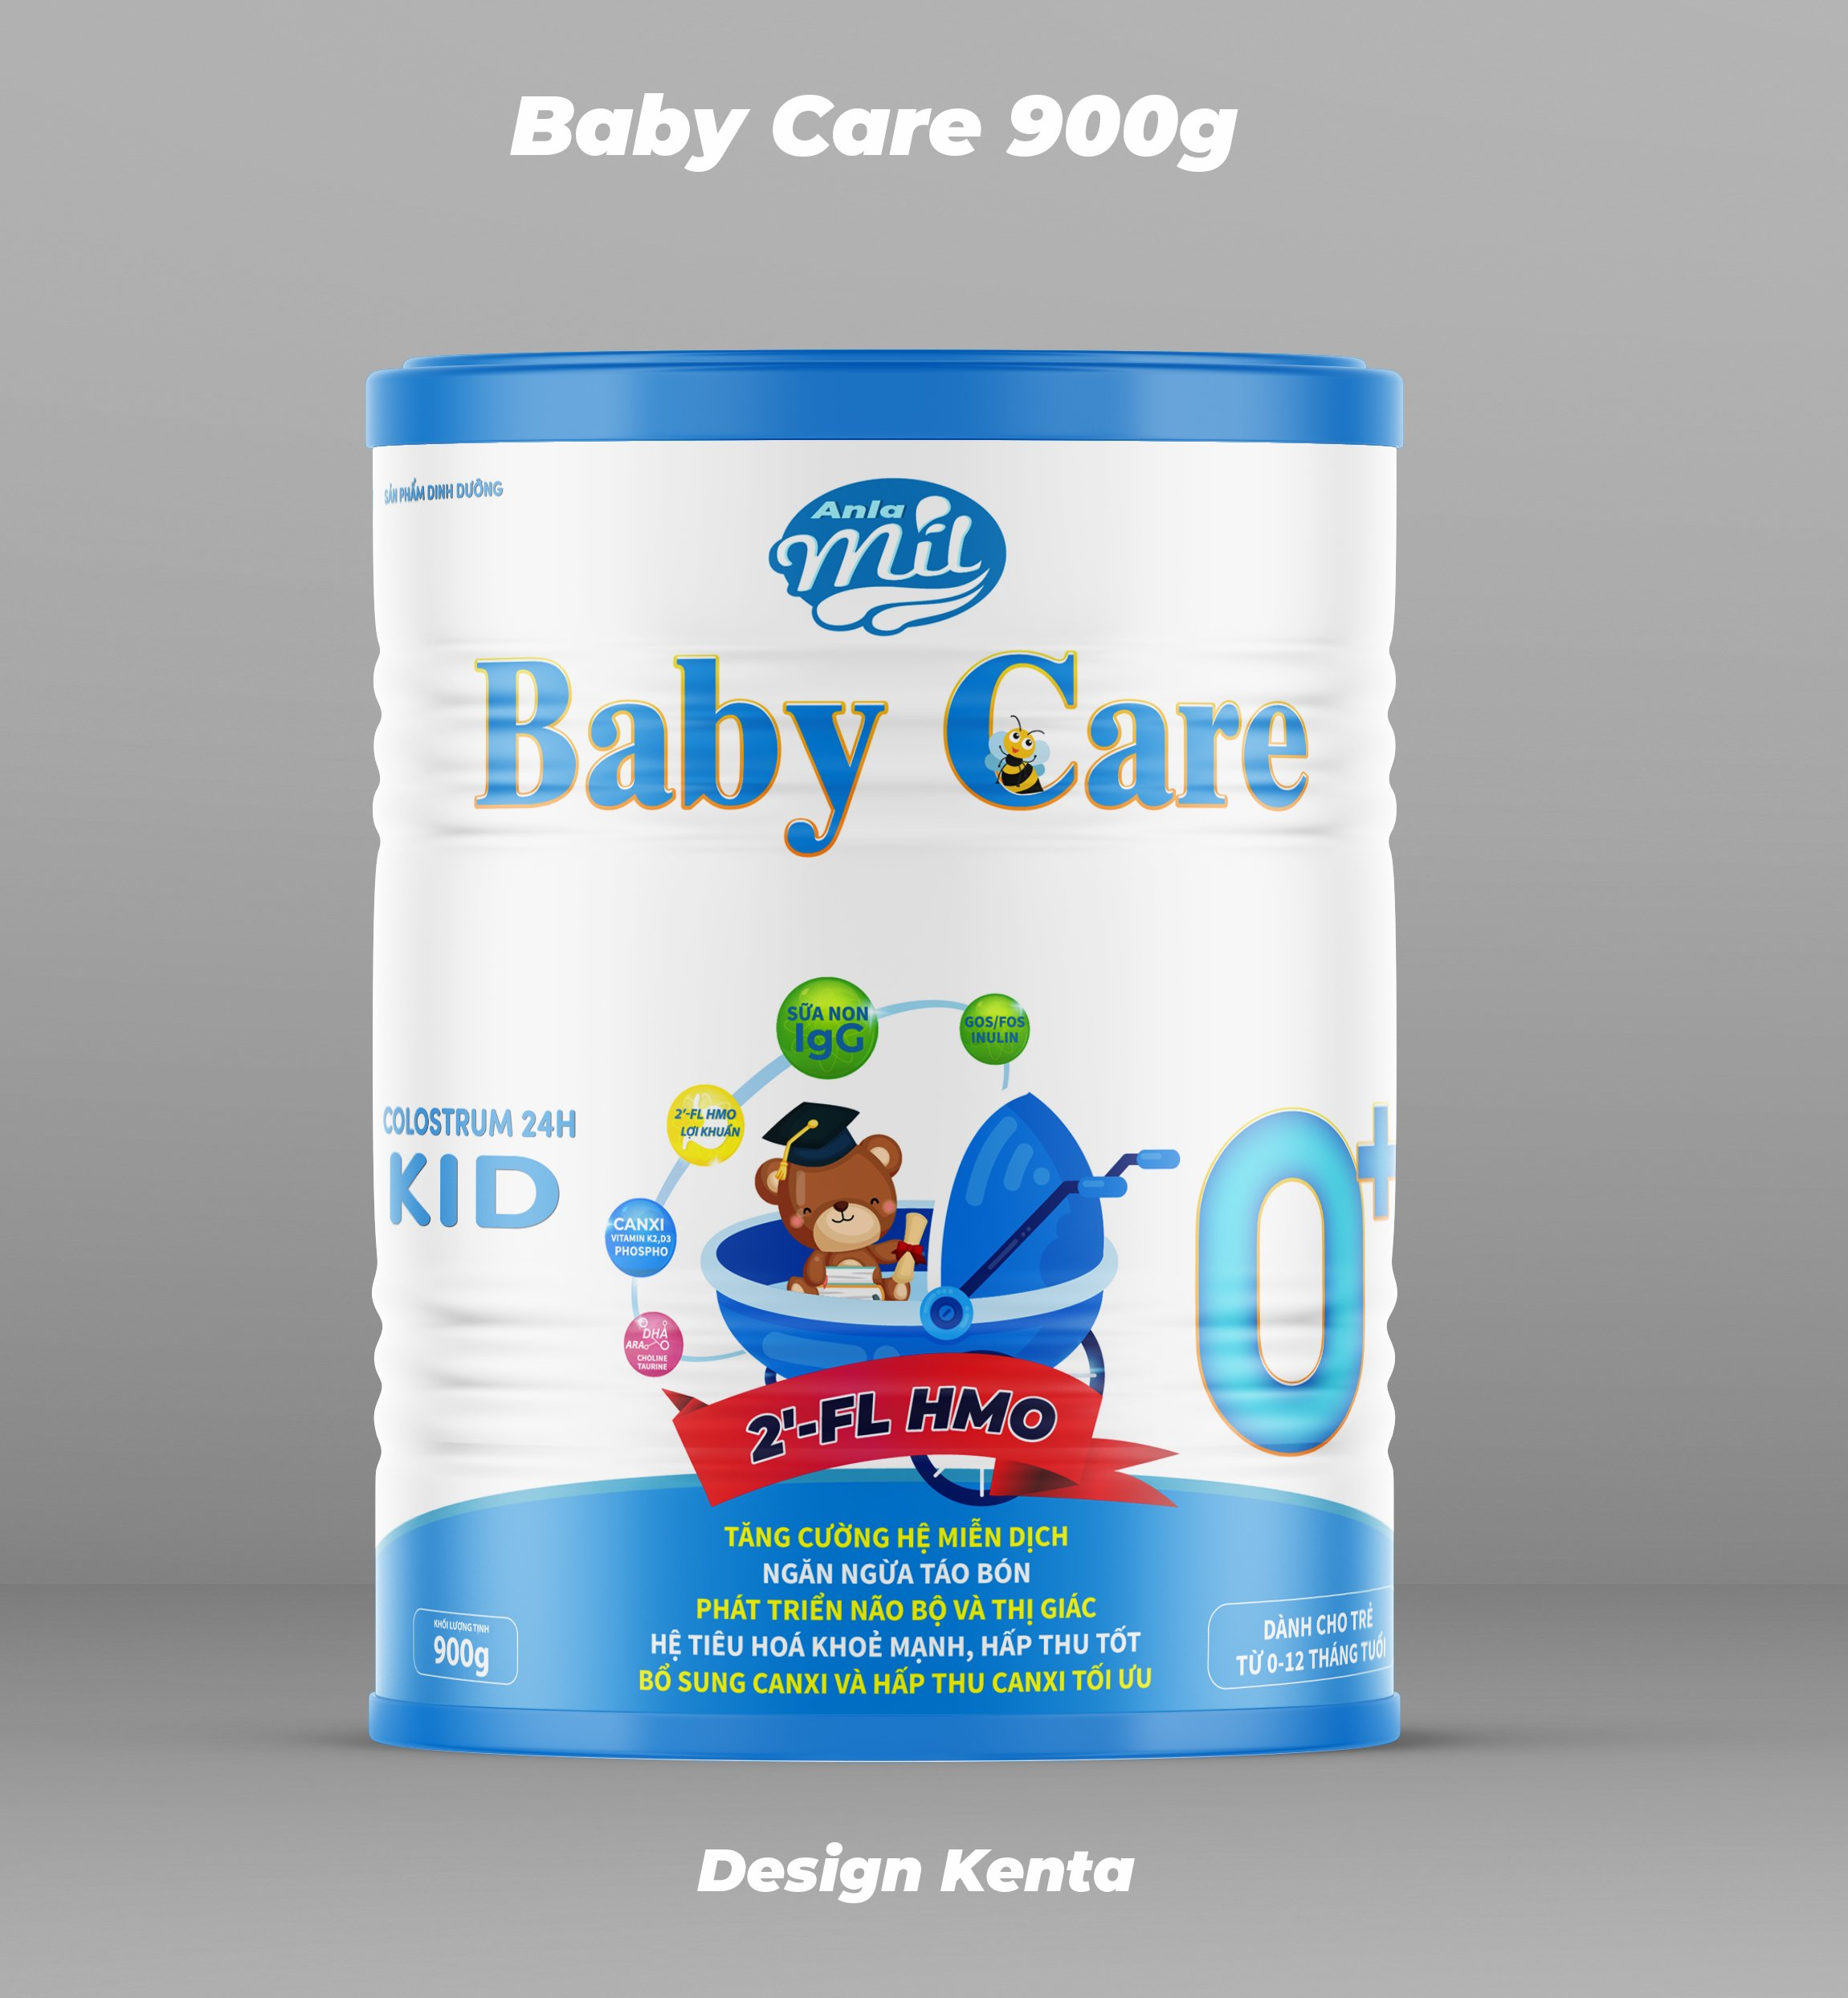 Baby Care 900g
SẢN PHẨM DINH DƯỠNG
Anla
Mil
Baby Care
SỮA NON
IgG
GOS/FOS
INULIN
2'-FL HMO
LỢI KHUẨN
COLOSTRUM 24H
KID
CANXI
VITAMIN K2,D3
PHOSPHO
DHA
ARA
CHOLINE
TAURINE
0+
2'-FL HMO
TĂNG CƯỜNG HỆ MIỄN DỊCH
NGĂN NGỪA TÁO BÓN
PHÁT TRIỂN NÃO BỘ VÀ THỊ GIÁC
HỆ TIÊU HOÁ KHOẺ MẠNH, HẤP THU TỐT
BỔ SUNG CANXI VÀ HẤP THU CANXI TỐI ƯU
KHỐI LƯỢNG TỊNH
900g
DÀNH CHO TRẺ
TỪ 0-12 THÁNG TUỔI
Design Kenta